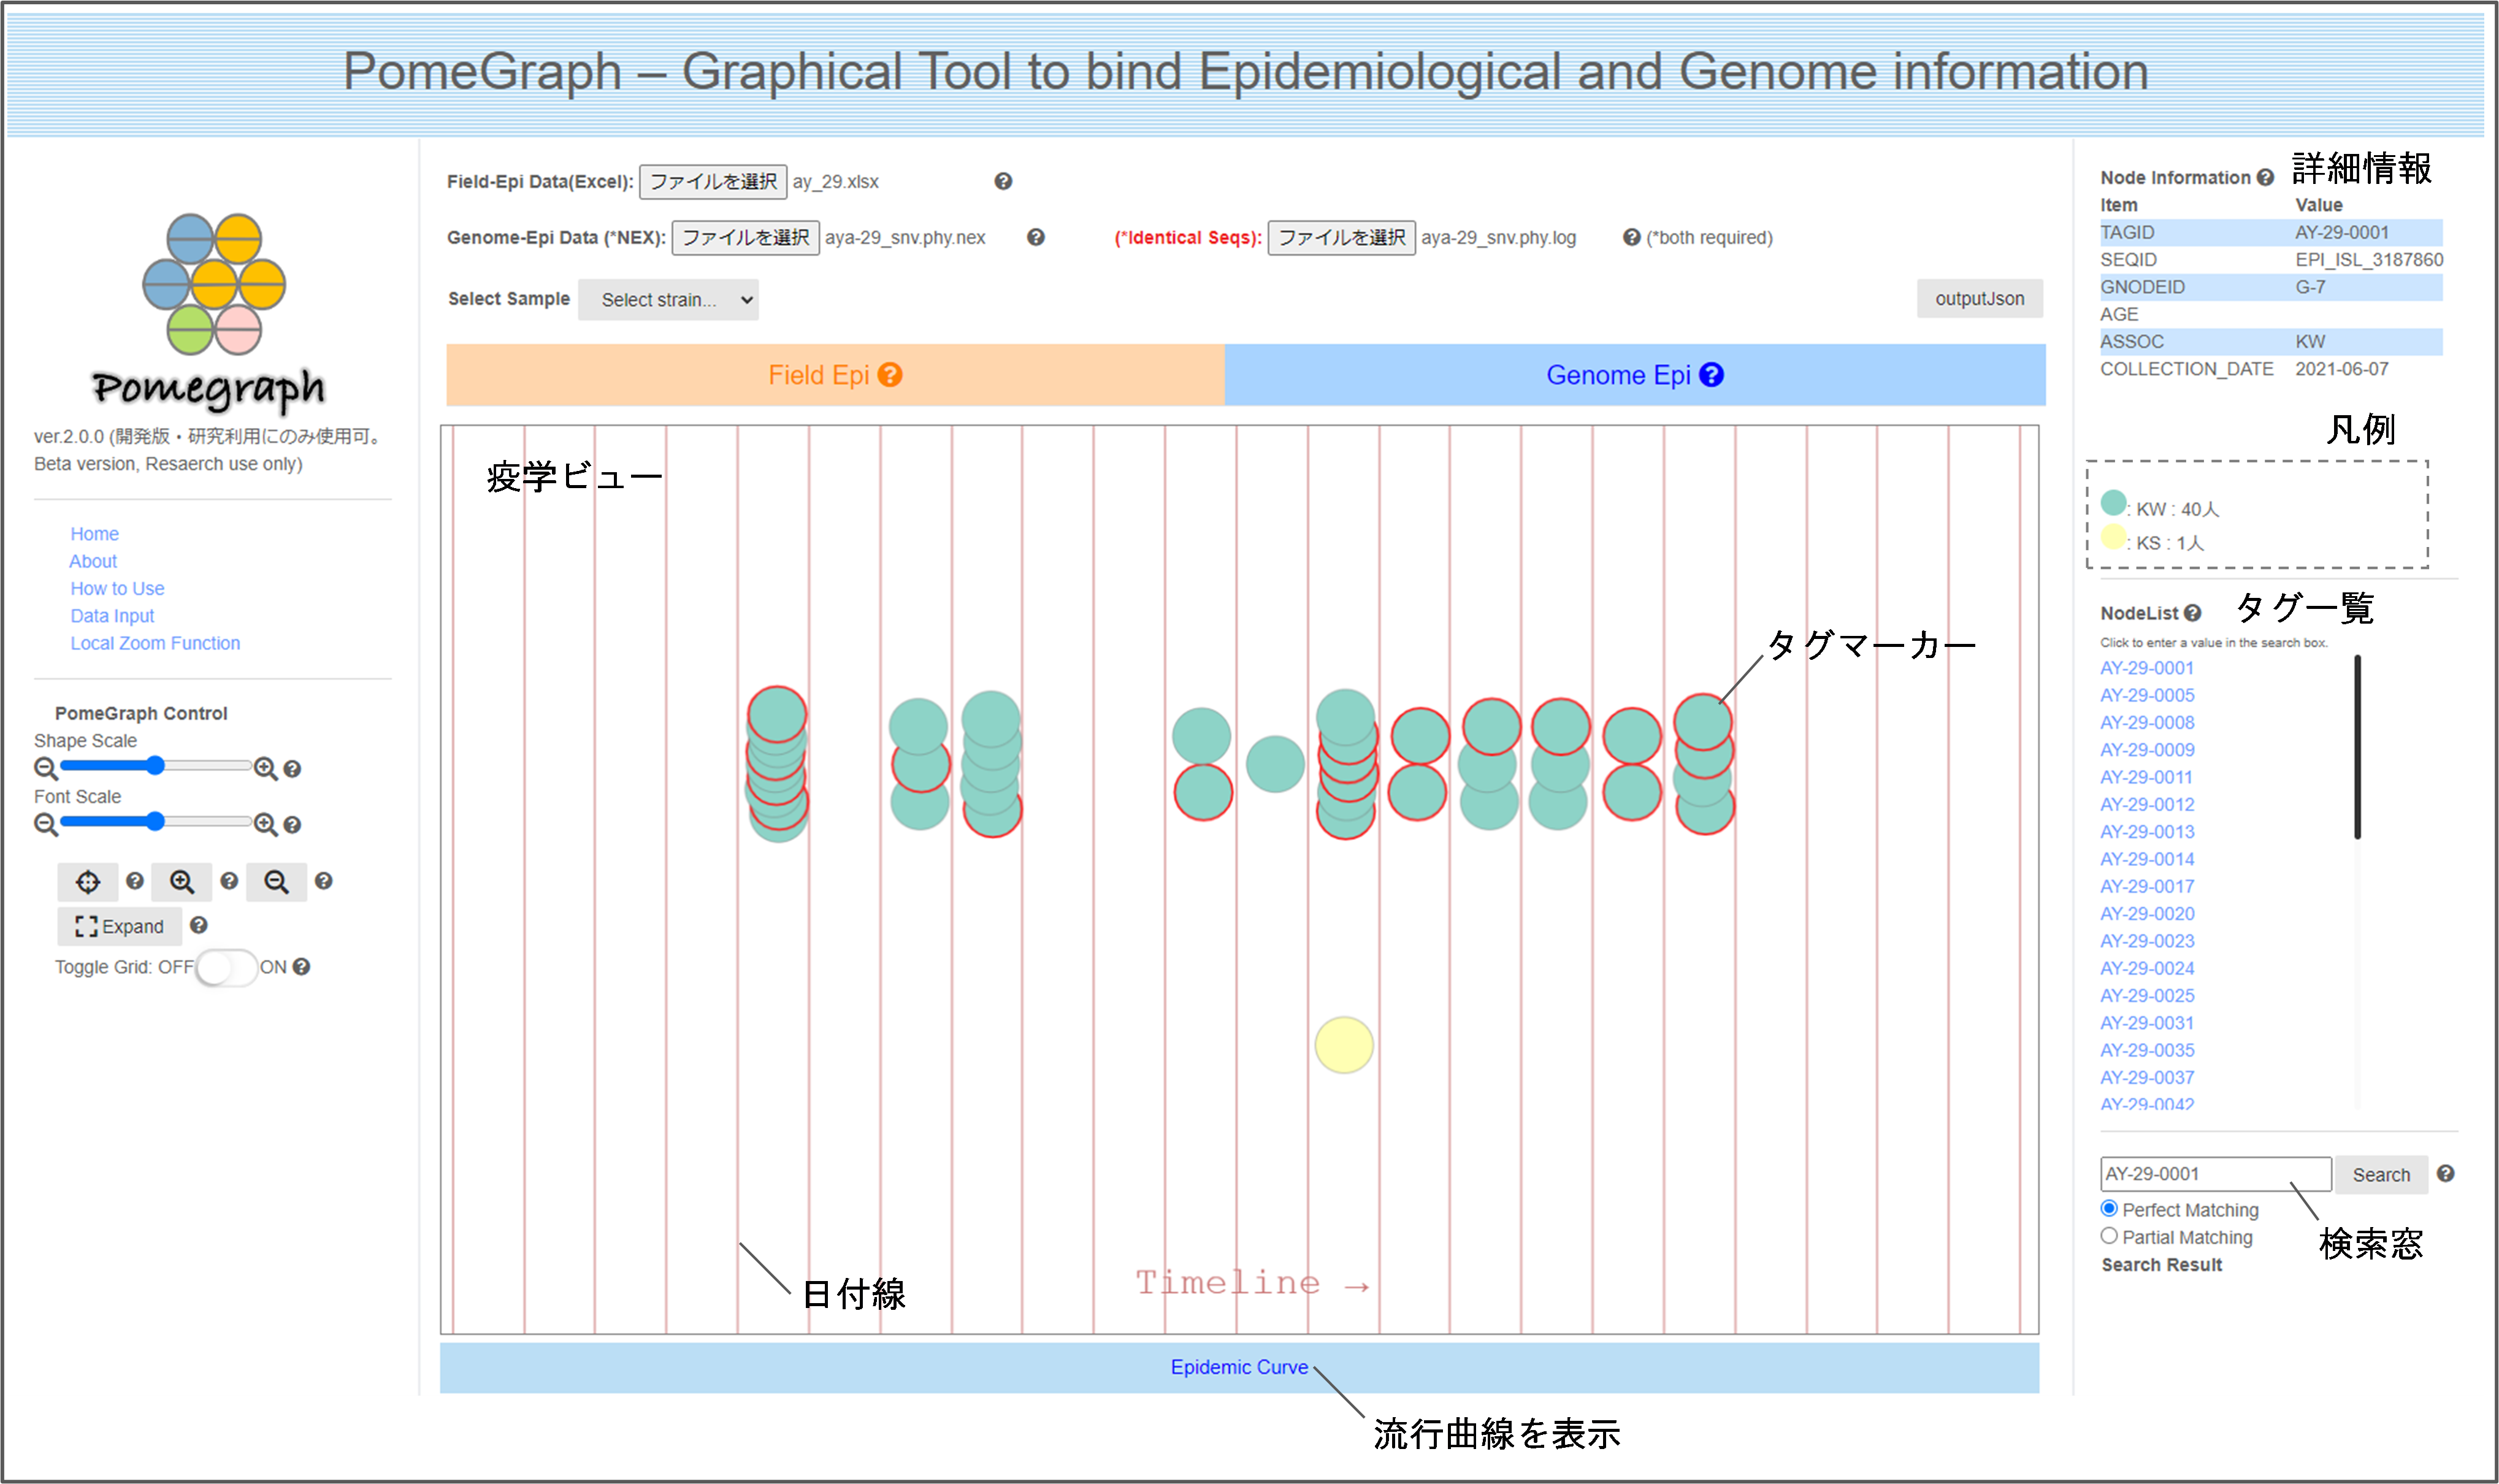 PomeGraph – Graphical Tool to bind Epidemiological and Genome information
Pomegraph
ver.2.0.0 (開発版・研究利用にのみ使用可。
Beta version, Resaerch use only)
Home
About
How to Use
Data Input
Local Zoom Function
PomeGraph Control
Shape Scale
Font Scale
Expand
Toggle Grid: OFF ON
Field-Epi Data(Excel): ファイルを選択 ay_29.xlsx
Genome-Epi Data (*NEX): ファイルを選択 aya-29_snv.phy.nex (*Identical Seqs): ファイルを選択 aya-29_snv.phy.log (*both required)
Select Sample Select strain... outputJson
Field Epi Genome Epi
疫学ビュー
タグマーカー
日付線
Timeline →
Epidemic Curve
流行曲線を表示
Node Information 詳細情報
Item Value
TAGID AY-29-0001
SEQID EPI_ISL_3187860
GNODEID G-7
AGE
ASSOC KW
COLLECTION_DATE 2021-06-07
凡例
: KW : 40人
: KS : 1人
NodeList タグ一覧
Click to enter a value in the search box.
AY-29-0001
AY-29-0005
AY-29-0008
AY-29-0009
AY-29-0011
AY-29-0012
AY-29-0013
AY-29-0014
AY-29-0017
AY-29-0020
AY-29-0023
AY-29-0024
AY-29-0025
AY-29-0031
AY-29-0035
AY-29-0037
AY-29-0042
AY-29-0001 Search
Perfect Matching
Partial Matching
検索窓
Search Result